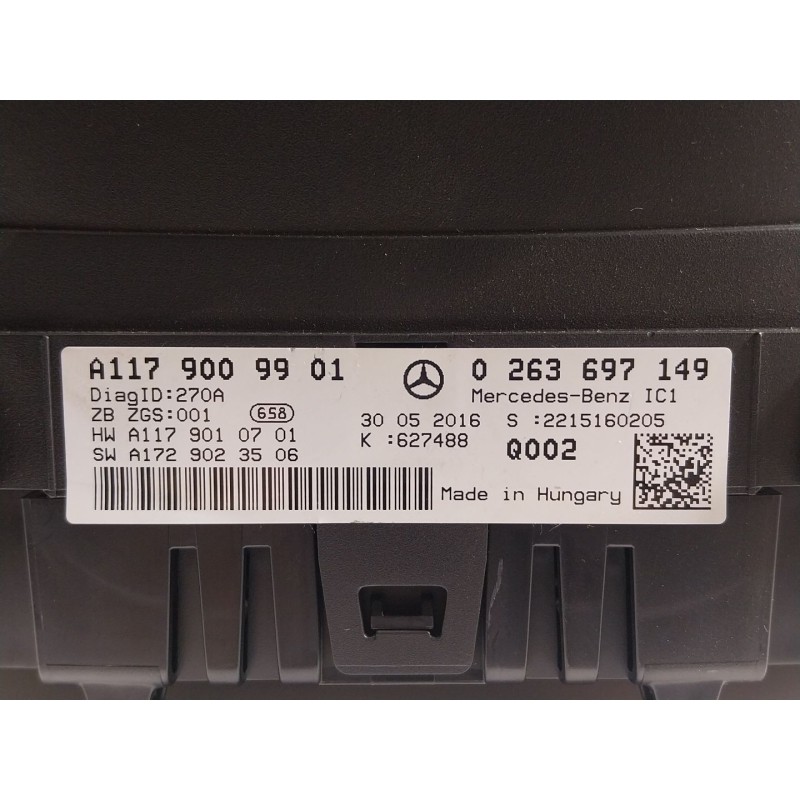 A117 900 99 01 0 263 697 149
DiagID:270A Mercedes-Benz IC1
ZB ZGS:001 658 30 05 2016 S :2215160205
HW A117 901 07 01 K :627488 Q002
SW A172 902 35 06
Made in Hungary